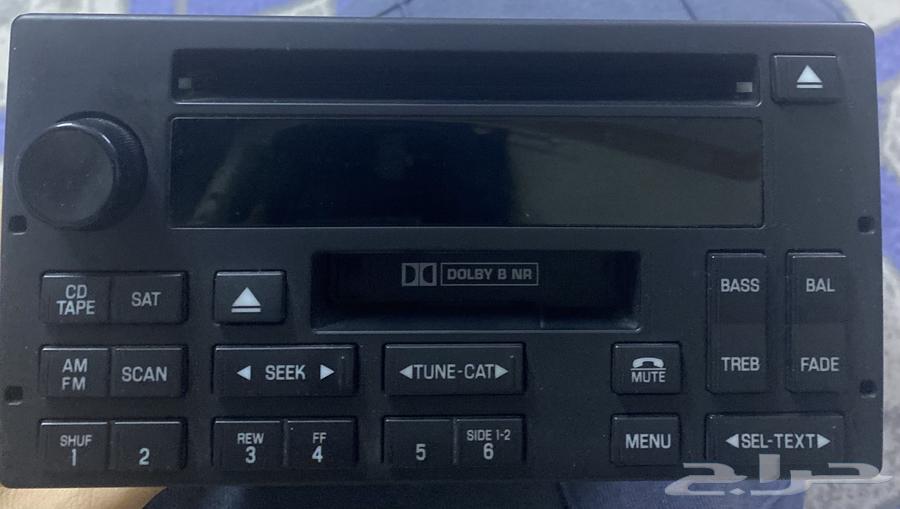 DOLBY B NR
CD TAPE
SAT
BASS
BAL
AM FM
SCAN
SEEK
TUNE-CAT
MUTE
TREB
FADE
SHUF 1
2
REW 3
FF 4
5
SIDE 1-2 6
MENU
SEL-TEXT
حراج